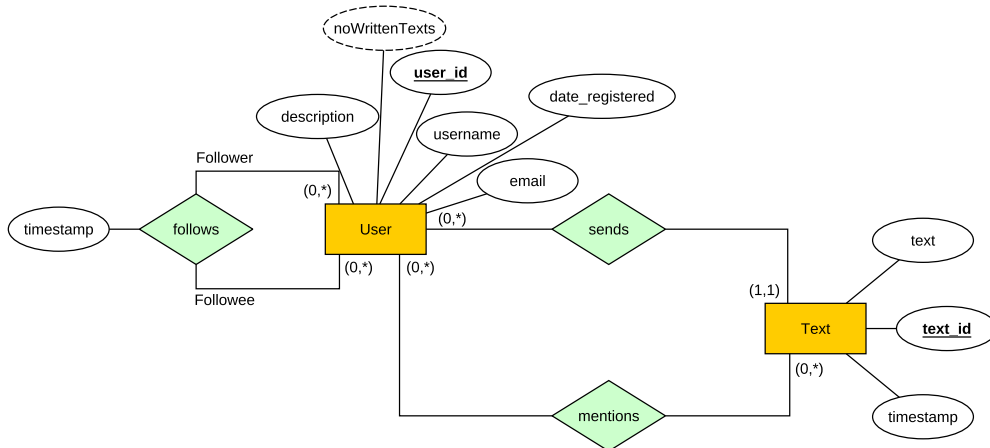 noWrittenTexts
user_id
date_registered
description
username
Follower
email
(0,*)
(0,*)
timestamp
follows
User
sends
text
(0,*)
(0,*)
Followee
(1,1)
Text
text_id
(0,*)
mentions
timestamp